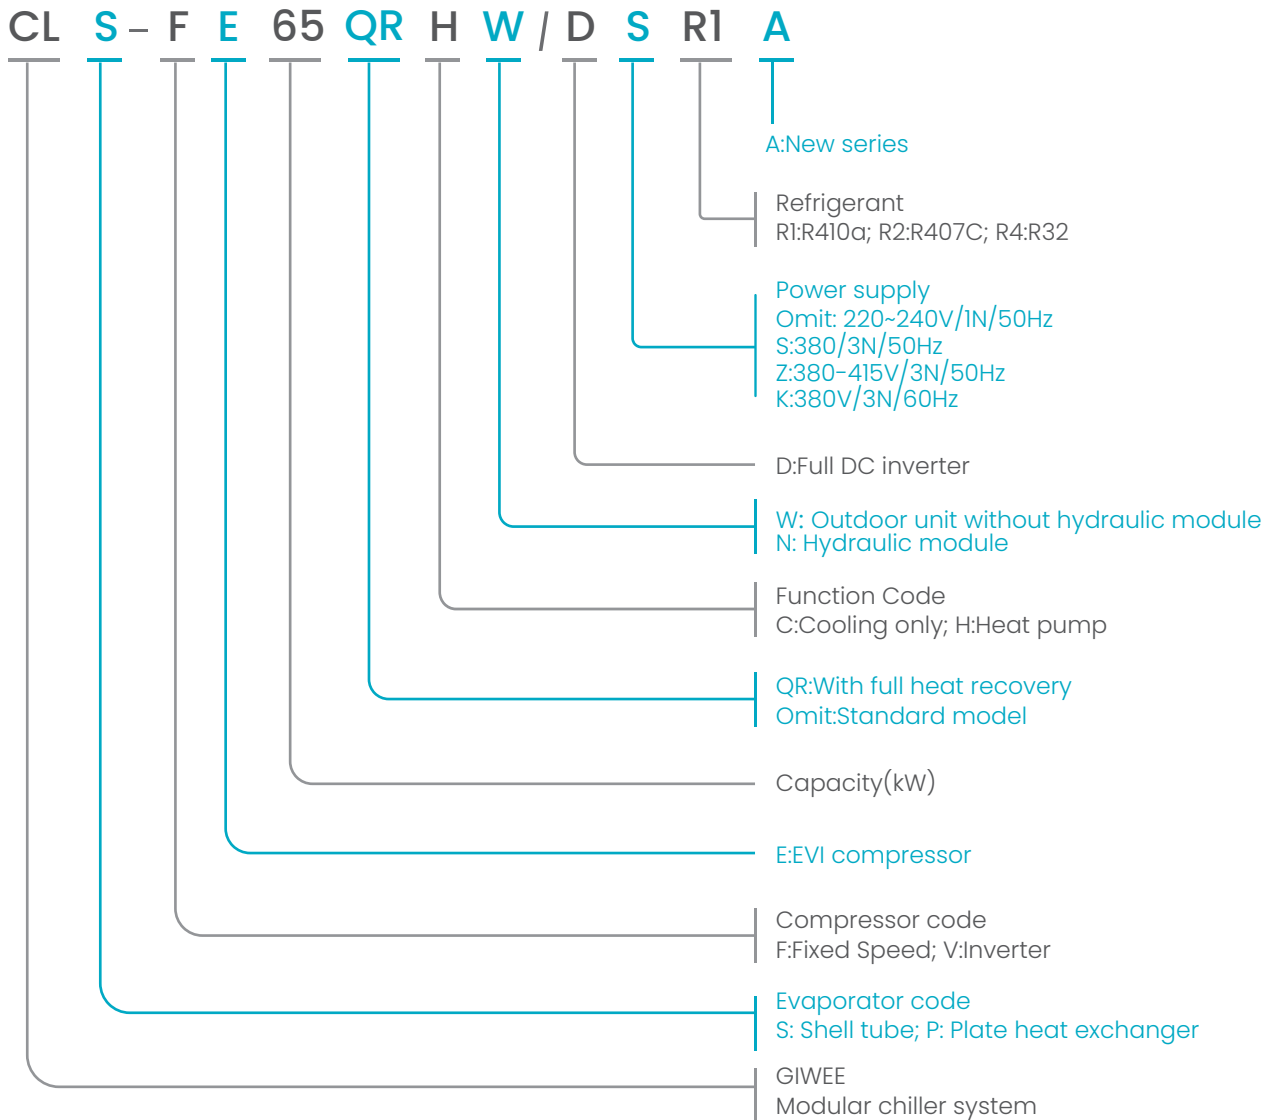 CL S - F E 65 QR H W / D S R1 A
A:New series
Refrigerant
R1:R410a; R2:R407C; R4:R32
Power supply
Omit: 220~240V/1N/50Hz
S:380/3N/50Hz
Z:380-415V/3N/50Hz
K:380V/3N/60Hz
D:Full DC inverter
W: Outdoor unit without hydraulic module
N: Hydraulic module
Function Code
C:Cooling only; H:Heat pump
QR:With full heat recovery
Omit:Standard model
Capacity(kW)
E:EVI compressor
Compressor code
F:Fixed Speed; V:Inverter
Evaporator code
S: Shell tube; P: Plate heat exchanger
GIWEE
Modular chiller system